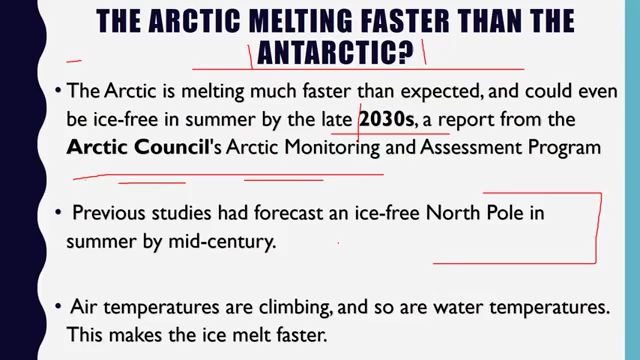 THE ARCTIC MELTING FASTER THAN THE
ANTARCTIC?
• The Arctic is melting much faster than expected, and could even
be ice-free in summer by the late 2030s, a report from the
Arctic Council's Arctic Monitoring and Assessment Program
• Previous studies had forecast an ice-free North Pole in
summer by mid-century.
• Air temperatures are climbing, and so are water temperatures.
This makes the ice melt faster.